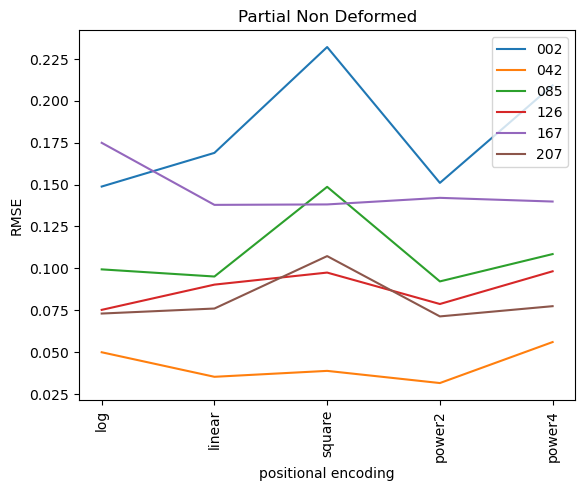 Partial Non Deformed
002
042
085
126
167
207
0.225
0.200
0.175
0.150
0.125
0.100
0.075
0.050
0.025
RMSE
log
linear
square
power2
power4
positional encoding